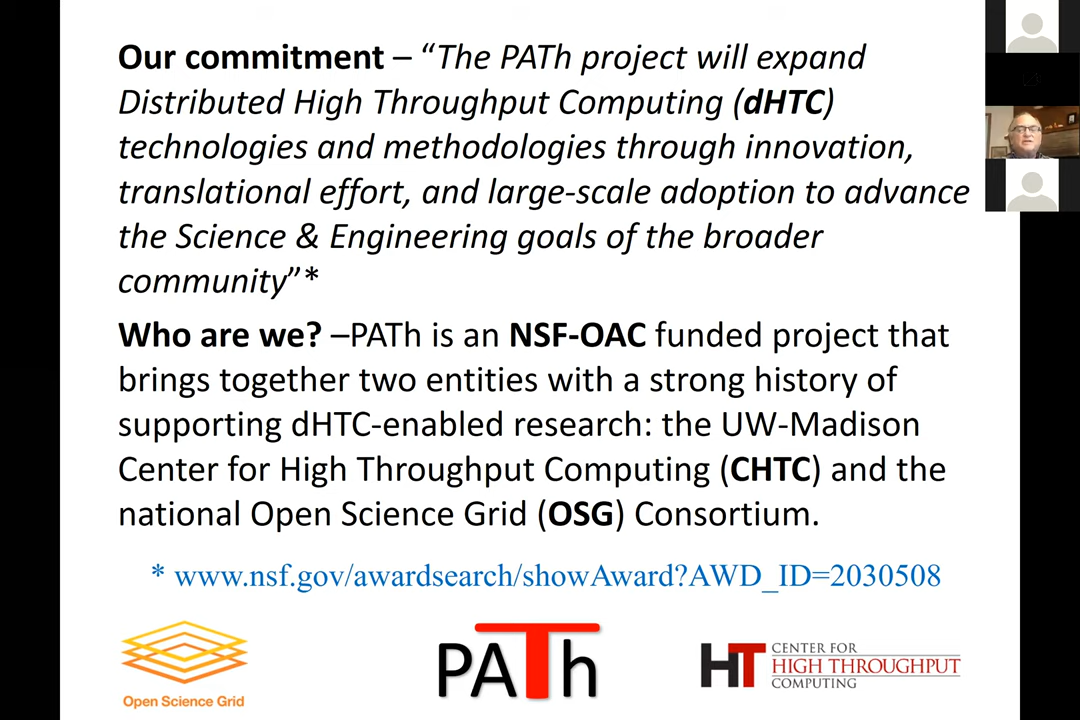 Our commitment – “The PATh project will expand
Distributed High Throughput Computing (dHTC)
technologies and methodologies through innovation,
translational effort, and large-scale adoption to advance
the Science & Engineering goals of the broader
community”*
Who are we? –PATh is an NSF-OAC funded project that
brings together two entities with a strong history of
supporting dHTC-enabled research: the UW-Madison
Center for High Throughput Computing (CHTC) and the
national Open Science Grid (OSG) Consortium.
* www.nsf.gov/awardsearch/showAward?AWD_ID=2030508
Open Science Grid
PATh
HT
CENTER FOR
HIGH THROUGHPUT
COMPUTING